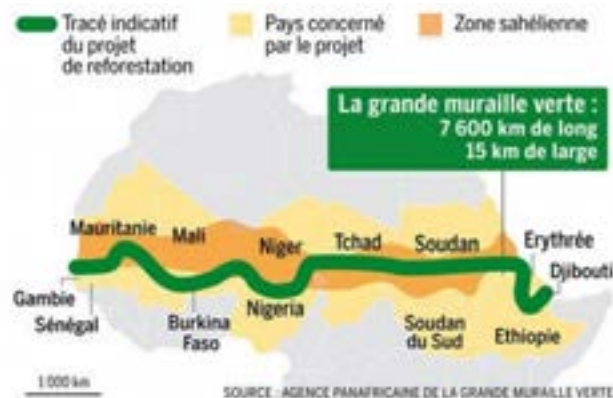 Tracé indicatif
du projet
de reforestation
Pays concerné
par le projet
Zone sahélienne
La grande muraille verte :
7 600 km de long
15 km de large
Mauritanie
Mali
Niger
Tchad
Soudan
Erythrée
Djibouti
Gambie
Sénégal
Burkina
Faso
Nigeria
Soudan
du Sud
Ethiopie
1 000 km
SOURCE : AGENCE PANAFRICAINE DE LA GRANDE MURAILLE VERTE